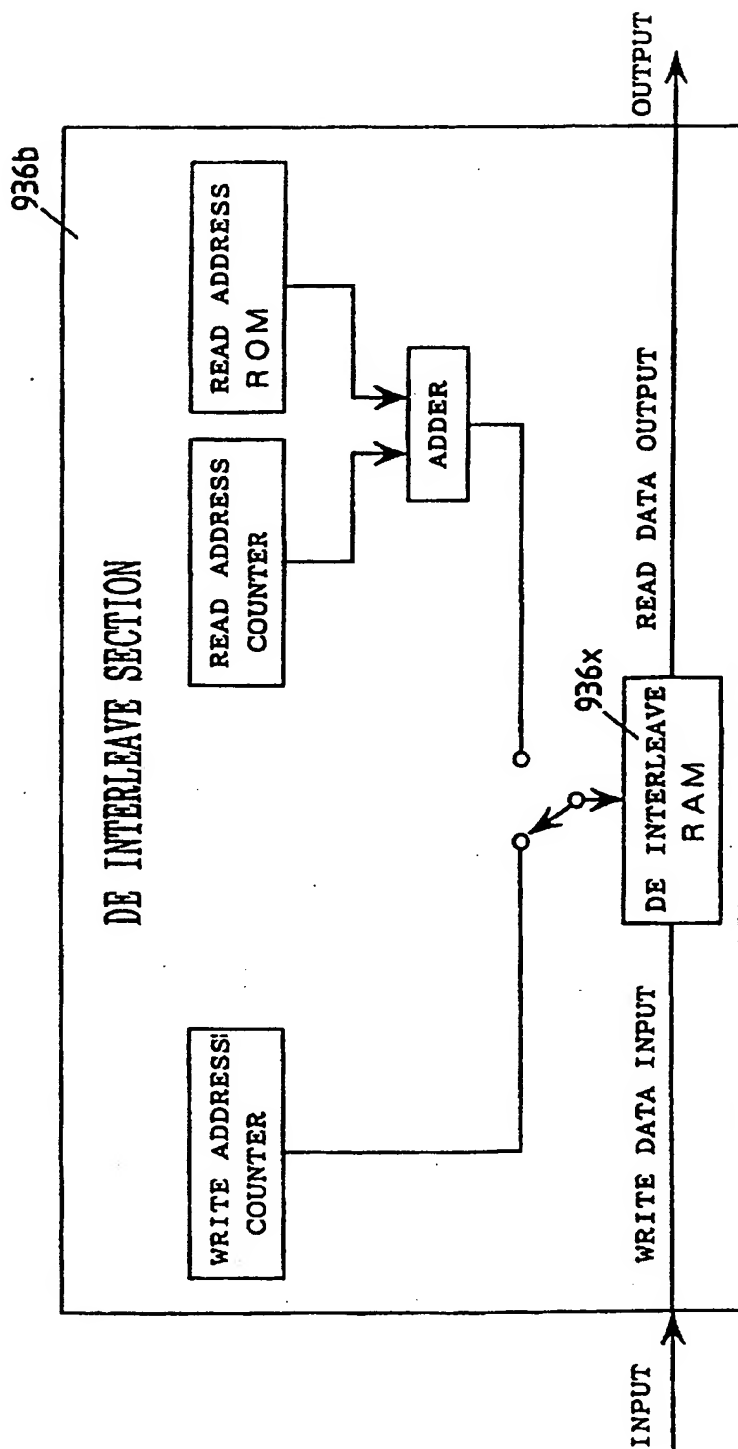 936b
DE INTERLEAVE SECTION
WRITE ADDRESS
COUNTER
READ ADDRESS
COUNTER
READ ADDRESS
ROM
ADDER
936x
DE INTERLEAVE
RAM
INPUT
WRITE DATA INPUT
READ DATA OUTPUT
OUTPUT